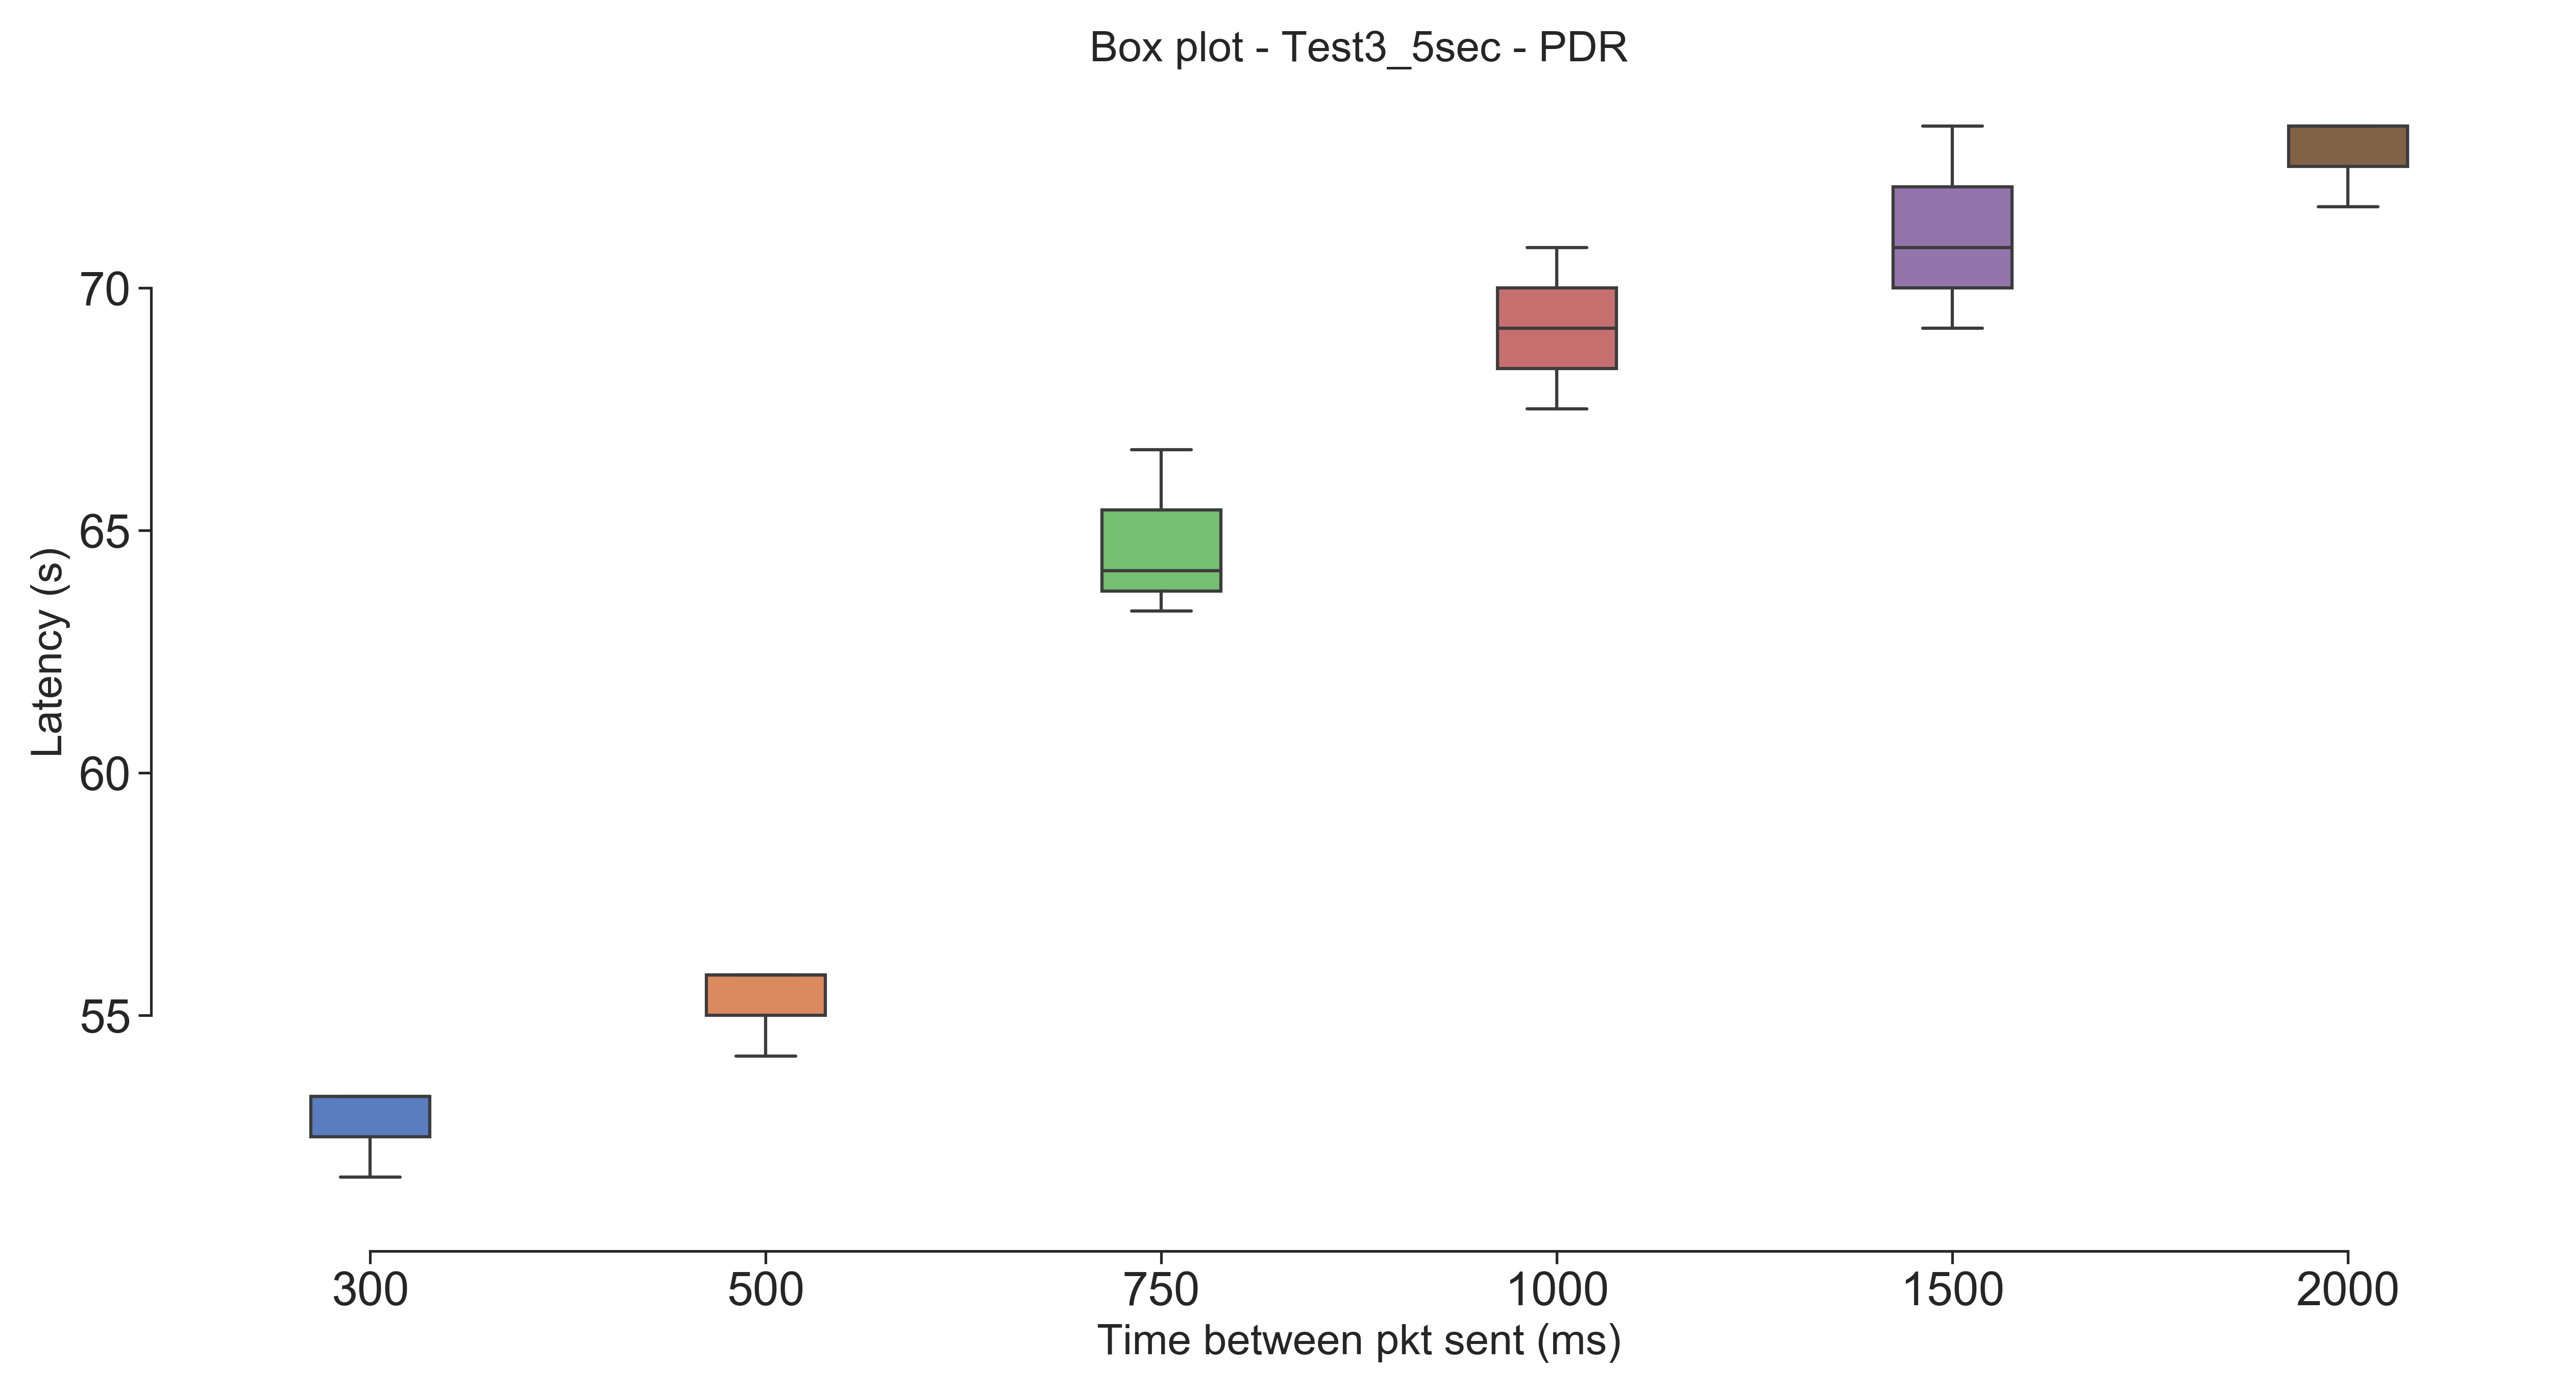 Box plot - Test3_5sec - PDR
70
65
60
55
Latency (s)
300 500 750 1000 1500 2000
Time between pkt sent (ms)